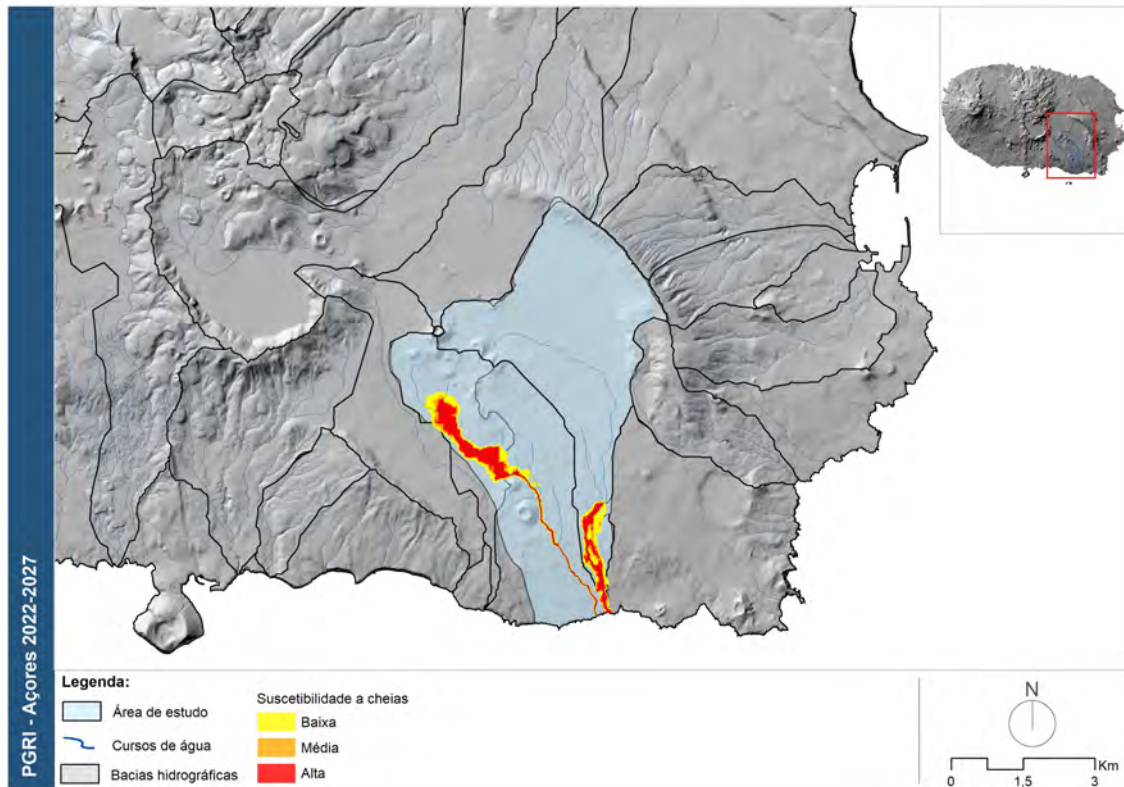 PGRI - Açores 2022-2027
Legenda:
Área de estudo
Cursos de água
Bacias hidrográficas
Suscetibilidade a cheias
Baixa
Média
Alta
N
Km
0 1,5 3